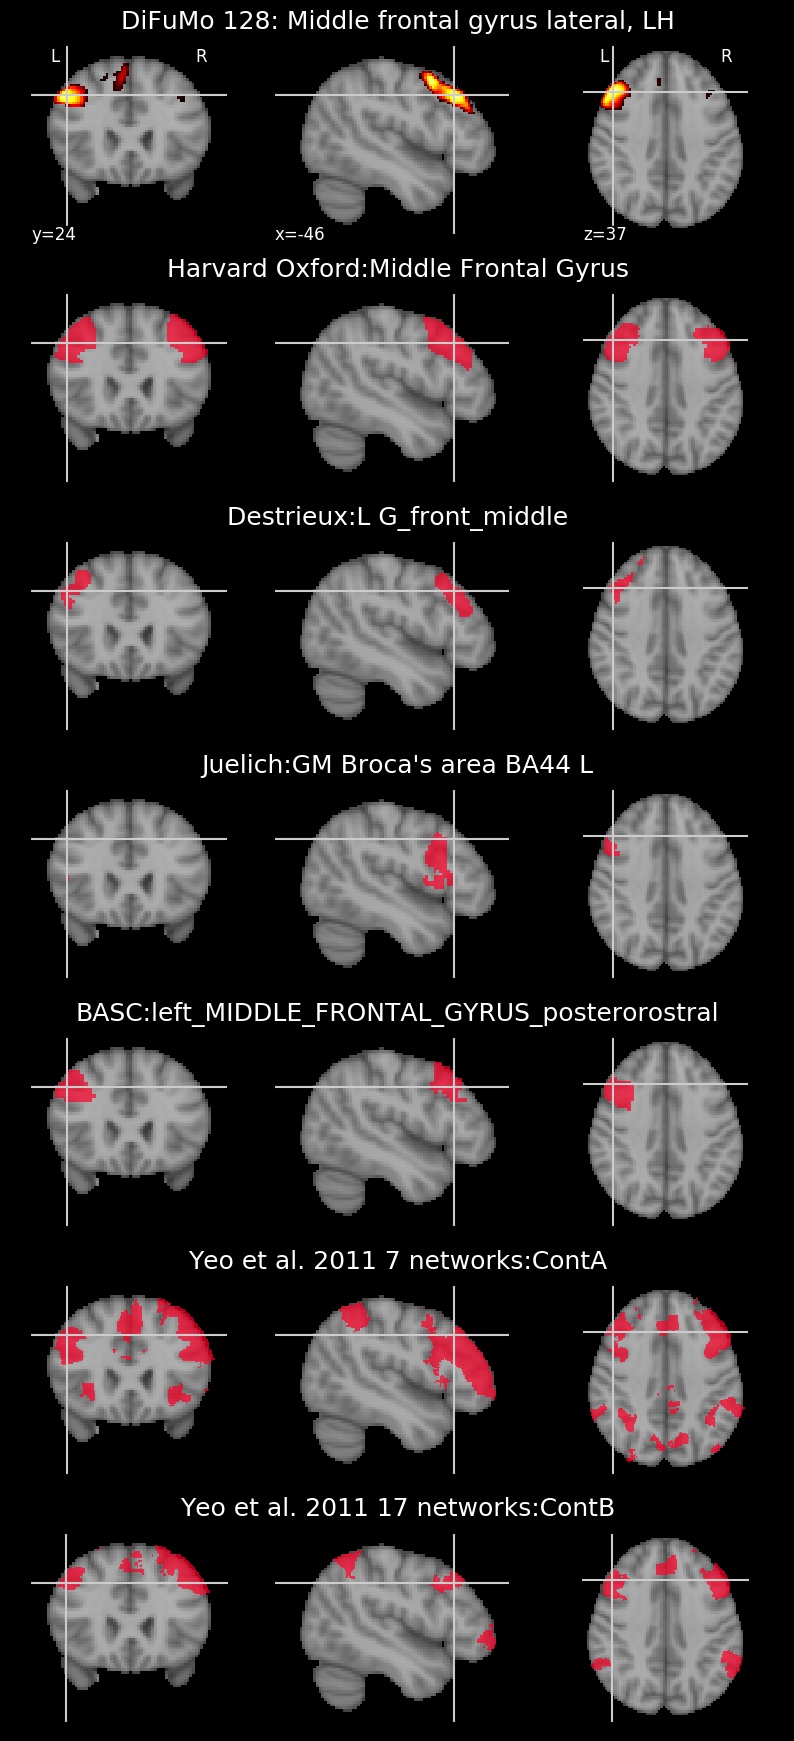 DiFuMo 128: Middle frontal gyrus lateral, LH
L R L R
y=24 x=-46 z=37
Harvard Oxford:Middle Frontal Gyrus
Destrieux:L G_front_middle
Juelich:GM Broca's area BA44 L
BASC:left_MIDDLE_FRONTAL_GYRUS_posterorostral
Yeo et al. 2011 7 networks:ContA
Yeo et al. 2011 17 networks:ContB